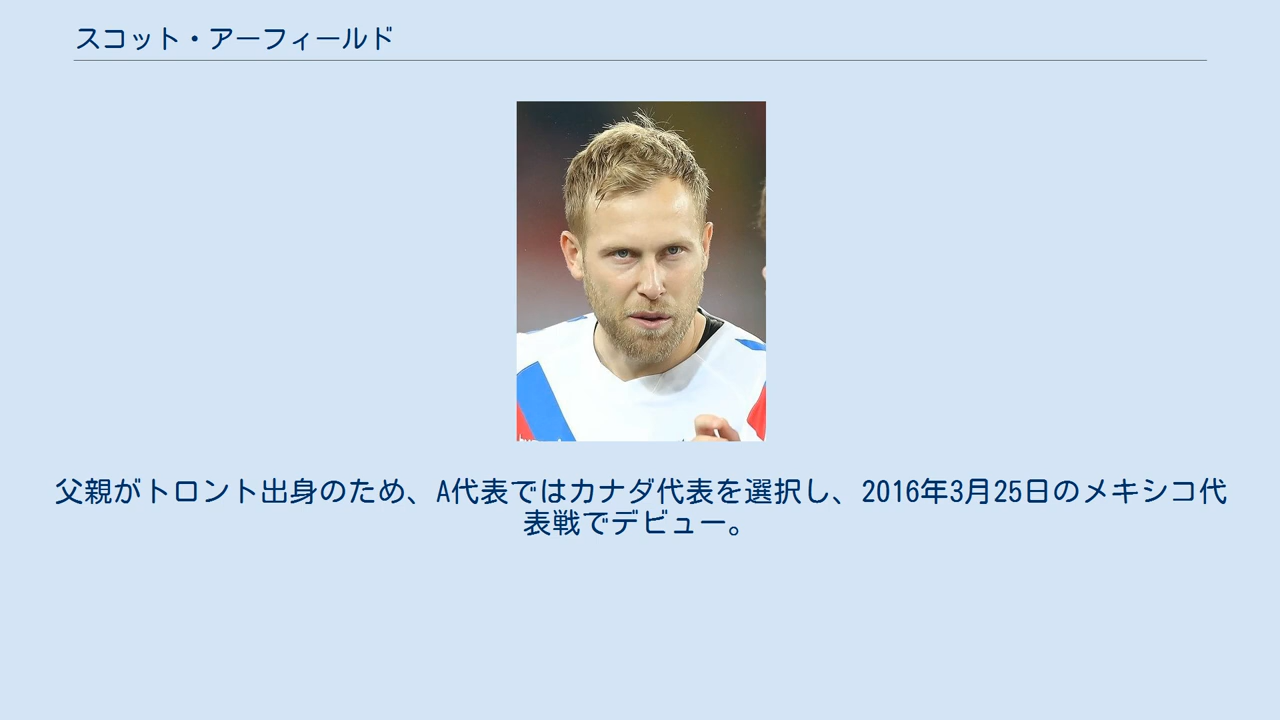 スコット・アーフィールド
父親がトロント出身のため、A代表ではカナダ代表を選択し、2016年3月25日のメキシコ代
表戦でデビュー。